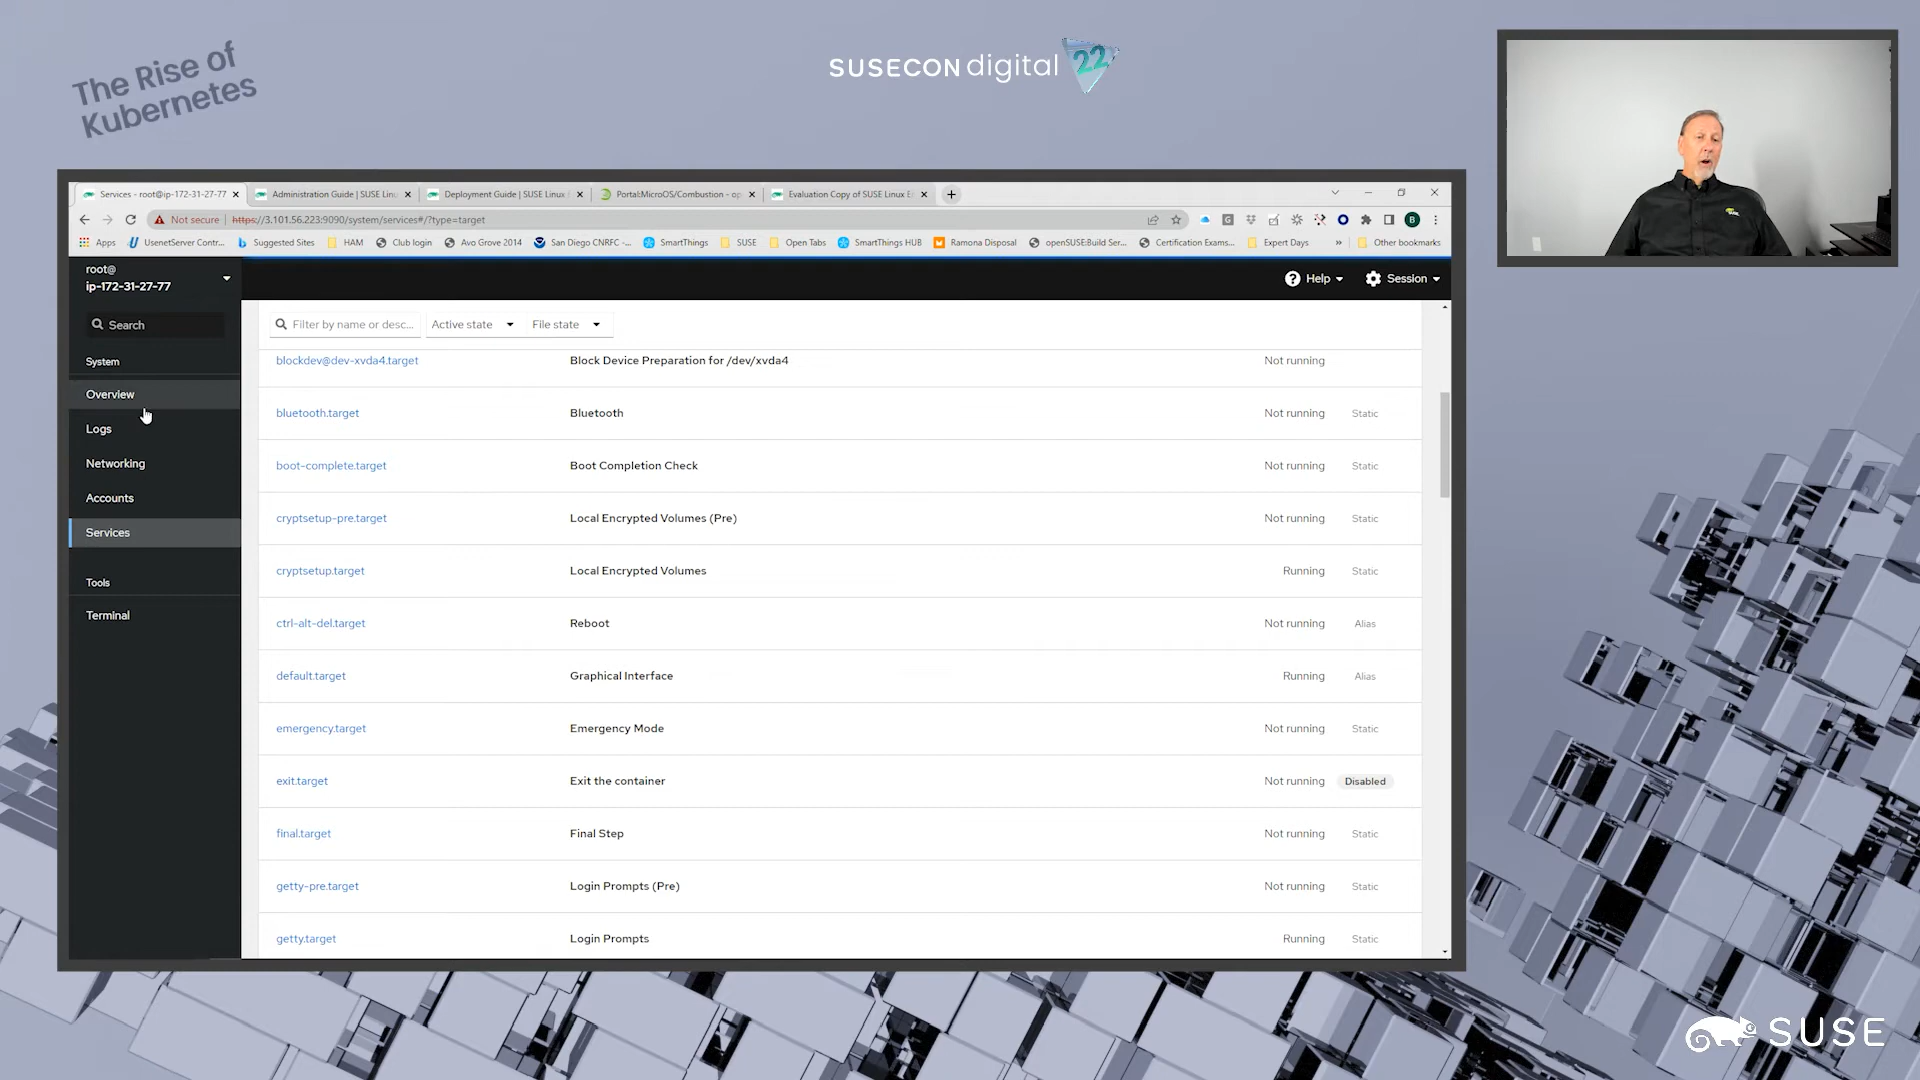 The Rise of
Kubernetes
SUSECON digital 22
Services - root@ip-172-31-27-77
Administration Guide | SUSE Linu
Deployment Guide | SUSE Linux
Portal:MicroOS/Combustion - op
Evaluation Copy of SUSE Linux E
Not secure | https://3.101.56.223:9090/system/services#/?type=target
B
Apps
UsenetServer Contr...
Suggested Sites
HAM
Club login
Avo Grove 2014
San Diego CNRFC -...
SmartThings
SUSE
Open Tabs
SmartThings HUB
Ramona Disposal
openSUSE:Build Ser...
Certification Exams...
Expert Days
»
Other bookmarks
root@
ip-172-31-27-77
Help
Session
Search
System
Overview
Logs
Networking
Accounts
Services
Tools
Terminal
Filter by name or desc...
Active state
File state
blockdev@dev-xvda4.target Block Device Preparation for /dev/xvda4 Not running
bluetooth.target Bluetooth Not running Static
boot-complete.target Boot Completion Check Not running Static
cryptsetup-pre.target Local Encrypted Volumes (Pre) Not running Static
cryptsetup.target Local Encrypted Volumes Running Static
ctrl-alt-del.target Reboot Not running Alias
default.target Graphical Interface Running Alias
emergency.target Emergency Mode Not running Static
exit.target Exit the container Not running Disabled
final.target Final Step Not running Static
getty-pre.target Login Prompts (Pre) Not running Static
getty.target Login Prompts Running Static
SUSE